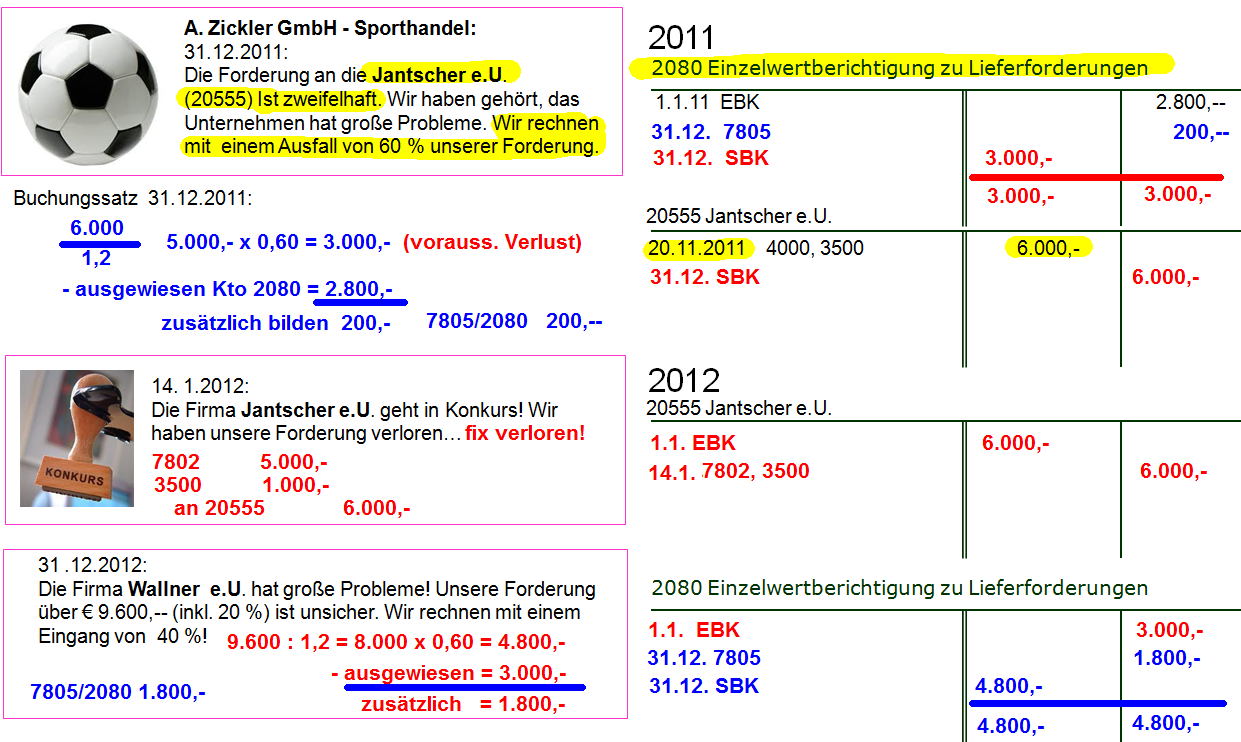 A. Zickler GmbH - Sporthandel:
31.12.2011:
Die Forderung an die Jantscher e.U.
(20555) Ist zweifelhaft. Wir haben gehört, das
Unternehmen hat große Probleme. Wir rechnen
mit einem Ausfall von 60 % unserer Forderung.
Buchungssatz 31.12.2011:
6.000
1,2
5.000,- x 0,60 = 3.000,- (vorauss. Verlust)
- ausgewiesen Kto 2080 = 2.800,-
zusätzlich bilden 200,- 7805/2080 200,--
14. 1.2012:
Die Firma Jantscher e.U. geht in Konkurs! Wir
haben unsere Forderung verloren… fix verloren!
KONKURS
7802 5.000,-
3500 1.000,-
an 20555 6.000,-
31 .12.2012:
Die Firma Wallner e.U. hat große Probleme! Unsere Forderung
über € 9.600,-- (inkl. 20 %) ist unsicher. Wir rechnen mit einem
Eingang von 40 %! 9.600 : 1,2 = 8.000 x 0,60 = 4.800,-
- ausgewiesen = 3.000,-
7805/2080 1.800,- zusätzlich = 1.800,-
2011
2080 Einzelwertberichtigung zu Lieferforderungen
1.1.11 EBK 2.800,--
31.12. 7805 200,--
31.12. SBK 3.000,-
3.000,- 3.000,-
20555 Jantscher e.U.
20.11.2011 4000, 3500 6.000,-
31.12. SBK 6.000,-
2012
20555 Jantscher e.U.
1.1. EBK 6.000,-
14.1. 7802, 3500 6.000,-
2080 Einzelwertberichtigung zu Lieferforderungen
1.1. EBK 3.000,-
31.12. 7805 1.800,-
31.12. SBK 4.800,-
4.800,- 4.800,-